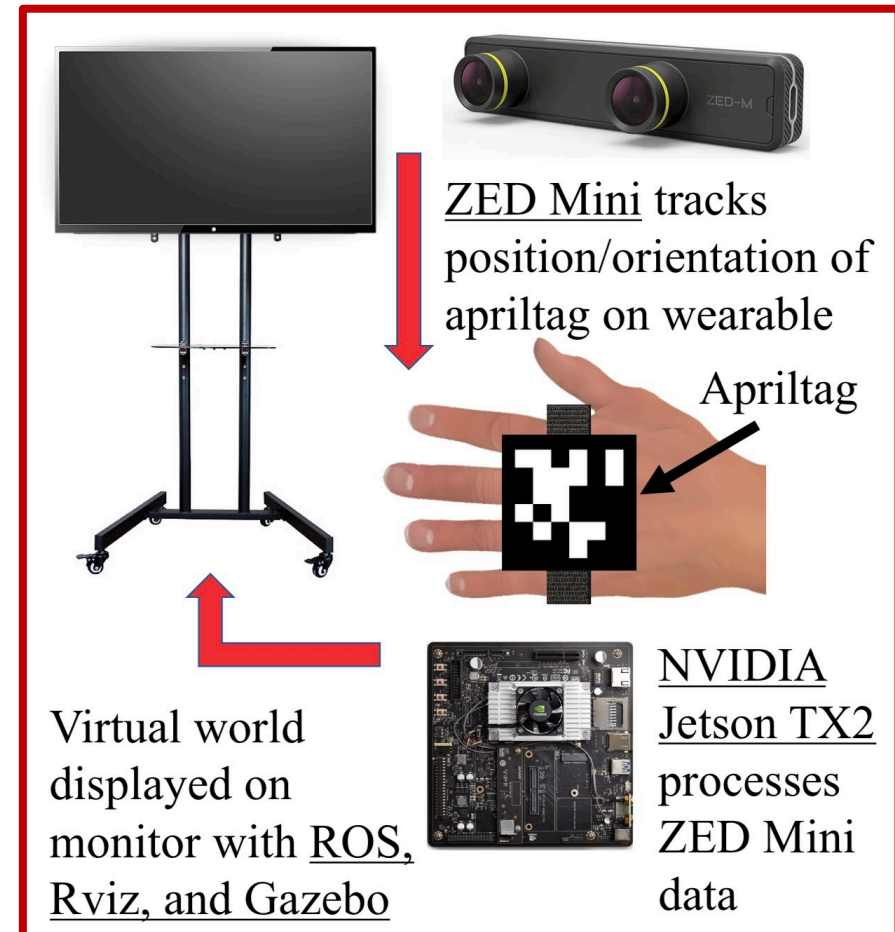 ZED-M
ZED Mini tracks
position/orientation of
apriltag on wearable
Apriltag
NVIDIA
Jetson TX2
processes
ZED Mini
data
Virtual world
displayed on
monitor with ROS,
Rviz, and Gazebo